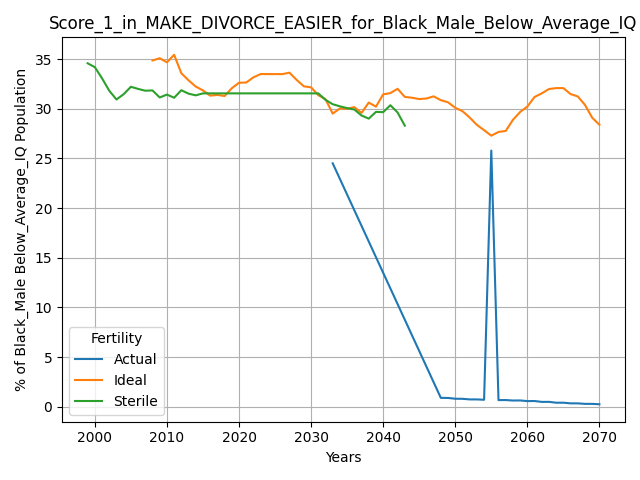 Score_1_in_MAKE_DIVORCE_EASIER_for_Black_Male_Below_Average_IQ
% of Black_Male Below_Average_IQ Population
35
30
25
20
15
10
5
0
Fertility
Actual
Ideal
Sterile
2000 2010 2020 2030 2040 2050 2060 2070
Years